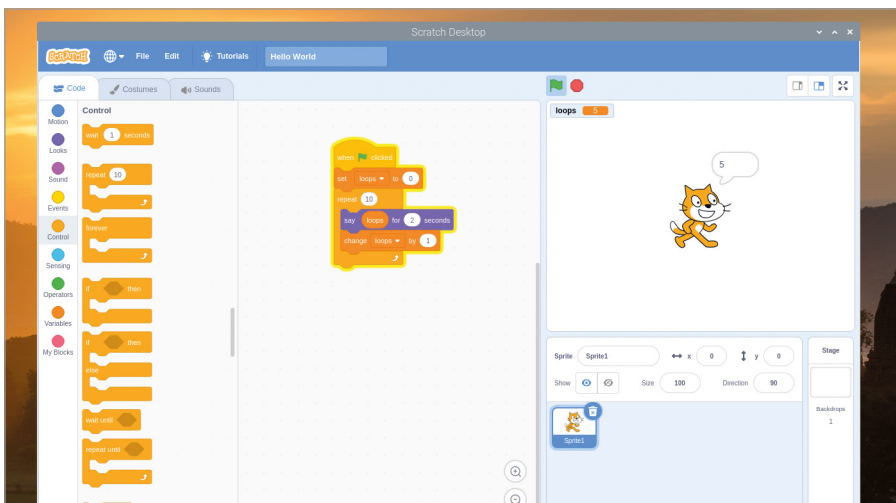 Scratch Desktop
SCRATCH File Edit Tutorials Hello World
Code Costumes Sounds
Motion
Looks
Sound
Events
Control
Sensing
Operators
Variables
My Blocks
Control
wait 1 seconds
repeat 10
forever
if then
if then
else
wait until
repeat until
when clicked
set loops to 0
repeat 10
say loops for 2 seconds
change loops by 1
loops 5
5
Sprite Sprite1 x 0 y 0
Show Size 100 Direction 90
Sprite1
Stage
Backdrops
1